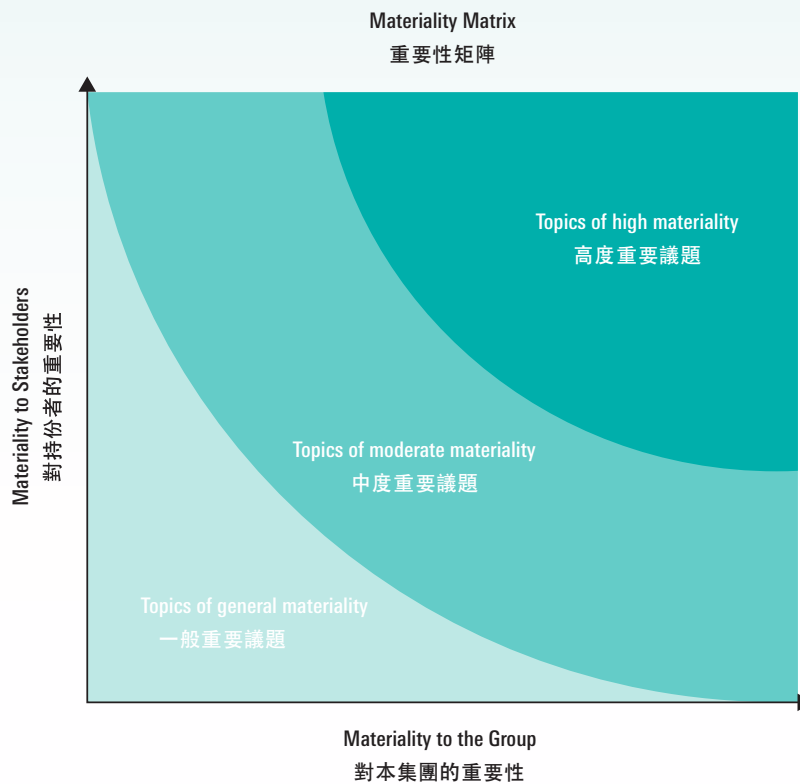 Materiality Matrix
重要性矩陣
Materiality to Stakeholders
對持份者的重要性
Topics of high materiality
高度重要議題
Topics of moderate materiality
中度重要議題
Topics of general materiality
一般重要議題
Materiality to the Group
對本集團的重要性